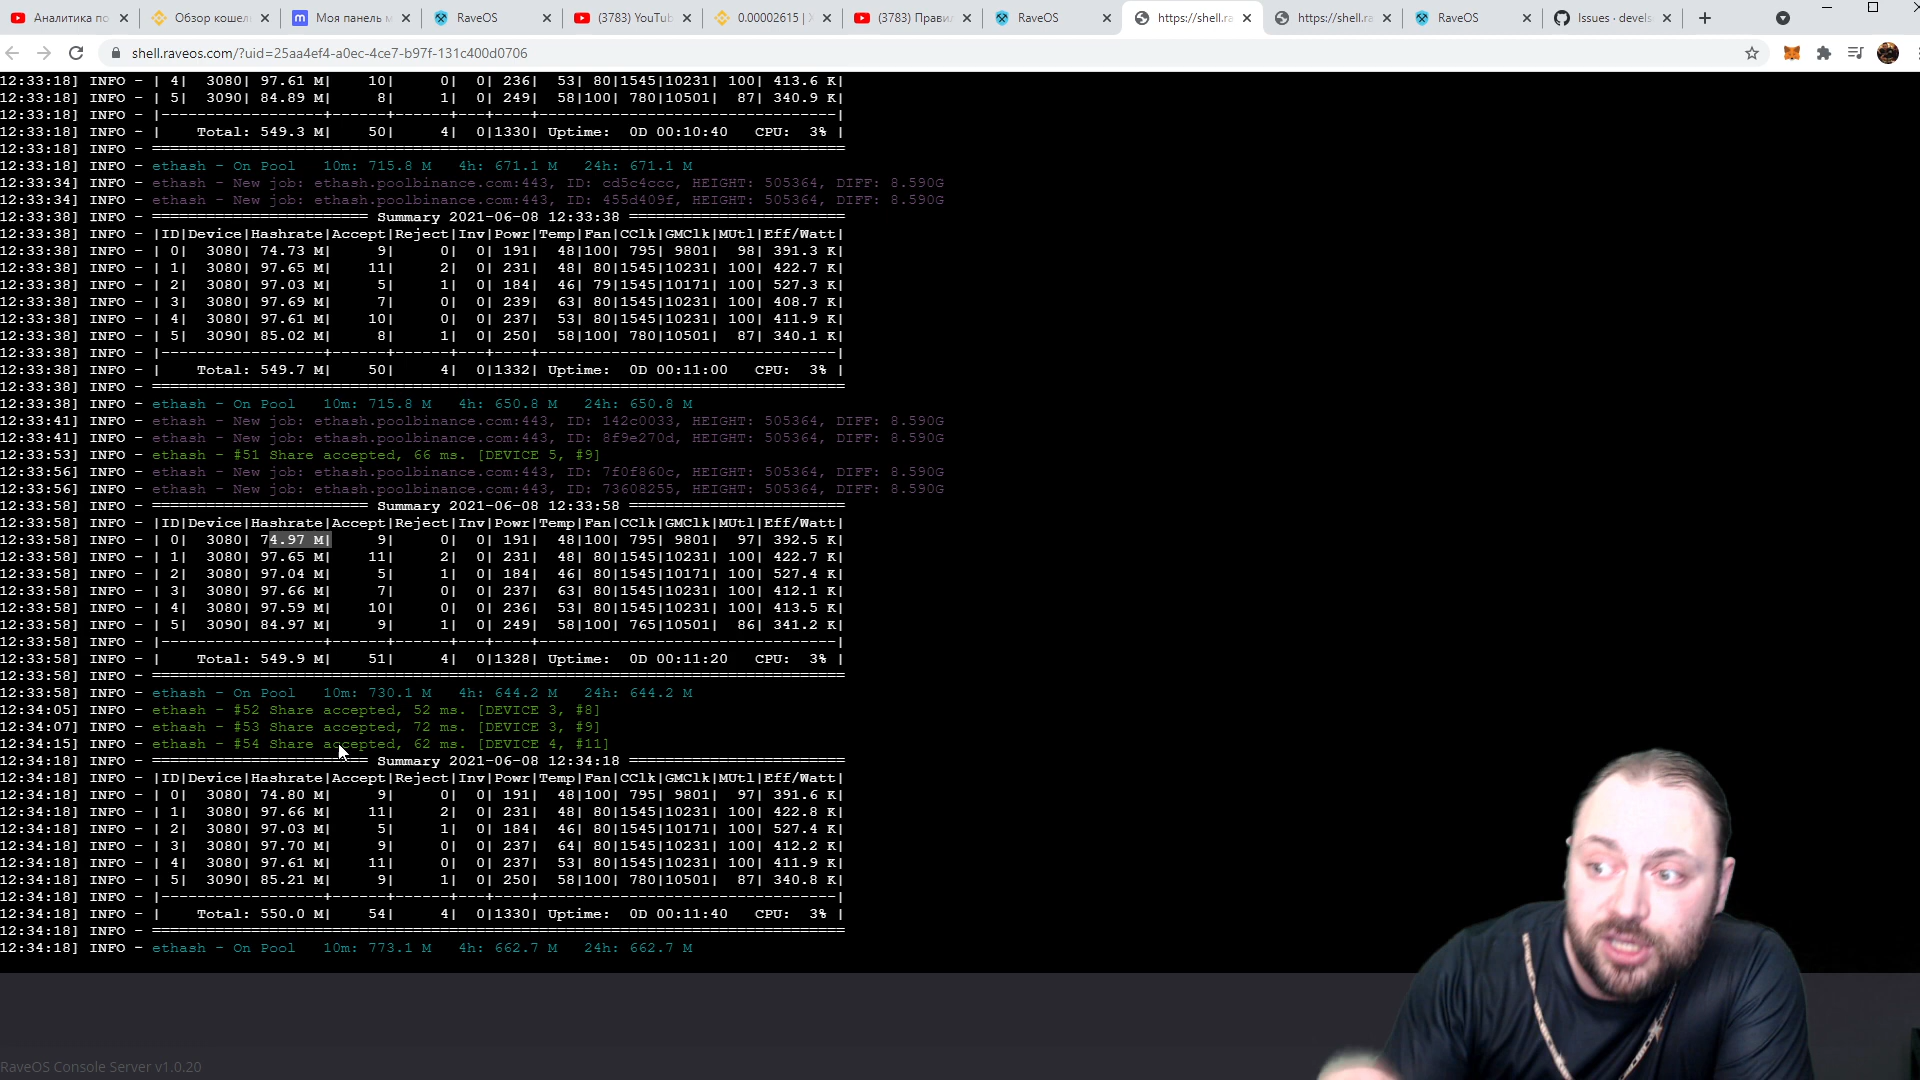 Аналитика по
Обзор кошел
Моя панель м
RaveOS
(3783) YouTub
0.00002615 |
(3783) Прави
RaveOS
https://shell.ra
https://shell.ra
RaveOS
Issues · devels
shell.raveos.com/?uid=25aa4ef4-a0ec-4ce7-b97f-131c400d0706
12:33:18] INFO - | 4|  3080| 97.61 M|    10|     0|  0| 236|  53| 80|1545|10231| 100| 413.6 K|
12:33:18] INFO - | 5|  3090| 84.89 M|     8|     1|  0| 249|  58|100| 780|10501|  87| 340.9 K|
12:33:18] INFO - |------------------+------+------+---+----+---------------------------------|
12:33:18] INFO - |    Total: 549.3 M|    50|     4|  0|1330| Uptime:  0D 00:10:40   CPU:  3% |
12:33:18] INFO - =============================================================================
12:33:18] INFO - ethash - On Pool   10m: 715.8 M   4h: 671.1 M   24h: 671.1 M
12:33:34] INFO - ethash - New job: ethash.poolbinance.com:443, ID: cd5c4ccc, HEIGHT: 505364, DIFF: 8.590G
12:33:34] INFO - ethash - New job: ethash.poolbinance.com:443, ID: 455d409f, HEIGHT: 505364, DIFF: 8.590G
12:33:38] INFO - ======================== Summary 2021-06-08 12:33:38 ========================
12:33:38] INFO - |ID|Device|Hashrate|Accept|Reject|Inv|Powr|Temp|Fan|CClk|GMClk|MUtl|Eff/Watt|
12:33:38] INFO - | 0|  3080| 74.73 M|     9|     0|  0| 191|  48|100| 795| 9801|  98| 391.3 K|
12:33:38] INFO - | 1|  3080| 97.65 M|    11|     2|  0| 231|  48| 80|1545|10231| 100| 422.7 K|
12:33:38] INFO - | 2|  3080| 97.03 M|     5|     1|  0| 184|  46| 79|1545|10171| 100| 527.3 K|
12:33:38] INFO - | 3|  3080| 97.69 M|     7|     0|  0| 239|  63| 80|1545|10231| 100| 408.7 K|
12:33:38] INFO - | 4|  3080| 97.61 M|    10|     0|  0| 237|  53| 80|1545|10231| 100| 411.9 K|
12:33:38] INFO - | 5|  3090| 85.02 M|     8|     1|  0| 250|  58|100| 780|10501|  87| 340.1 K|
12:33:38] INFO - |------------------+------+------+---+----+---------------------------------|
12:33:38] INFO - |    Total: 549.7 M|    50|     4|  0|1332| Uptime:  0D 00:11:00   CPU:  3% |
12:33:38] INFO - =============================================================================
12:33:38] INFO - ethash - On Pool   10m: 715.8 M   4h: 650.8 M   24h: 650.8 M
12:33:41] INFO - ethash - New job: ethash.poolbinance.com:443, ID: 142c0033, HEIGHT: 505364, DIFF: 8.590G
12:33:41] INFO - ethash - New job: ethash.poolbinance.com:443, ID: 8f9e270d, HEIGHT: 505364, DIFF: 8.590G
12:33:53] INFO - ethash - #51 Share accepted, 66 ms. [DEVICE 5, #9]
12:33:56] INFO - ethash - New job: ethash.poolbinance.com:443, ID: 7f0f860c, HEIGHT: 505364, DIFF: 8.590G
12:33:56] INFO - ethash - New job: ethash.poolbinance.com:443, ID: 73608255, HEIGHT: 505364, DIFF: 8.590G
12:33:58] INFO - ======================== Summary 2021-06-08 12:33:58 ========================
12:33:58] INFO - |ID|Device|Hashrate|Accept|Reject|Inv|Powr|Temp|Fan|CClk|GMClk|MUtl|Eff/Watt|
12:33:58] INFO - | 0|  3080| 74.97 M|     9|     0|  0| 191|  48|100| 795| 9801|  97| 392.5 K|
12:33:58] INFO - | 1|  3080| 97.65 M|    11|     2|  0| 231|  48| 80|1545|10231| 100| 422.7 K|
12:33:58] INFO - | 2|  3080| 97.04 M|     5|     1|  0| 184|  46| 80|1545|10171| 100| 527.4 K|
12:33:58] INFO - | 3|  3080| 97.66 M|     7|     0|  0| 237|  63| 80|1545|10231| 100| 412.1 K|
12:33:58] INFO - | 4|  3080| 97.59 M|    10|     0|  0| 236|  53| 80|1545|10231| 100| 413.5 K|
12:33:58] INFO - | 5|  3090| 84.97 M|     9|     1|  0| 249|  58|100| 765|10501|  86| 341.2 K|
12:33:58] INFO - |------------------+------+------+---+----+---------------------------------|
12:33:58] INFO - |    Total: 549.9 M|    51|     4|  0|1328| Uptime:  0D 00:11:20   CPU:  3% |
12:33:58] INFO - =============================================================================
12:33:58] INFO - ethash - On Pool   10m: 730.1 M   4h: 644.2 M   24h: 644.2 M
12:34:05] INFO - ethash - #52 Share accepted, 52 ms. [DEVICE 3, #8]
12:34:07] INFO - ethash - #53 Share accepted, 72 ms. [DEVICE 3, #9]
12:34:15] INFO - ethash - #54 Share accepted, 62 ms. [DEVICE 4, #11]
12:34:18] INFO - ======================== Summary 2021-06-08 12:34:18 ========================
12:34:18] INFO - |ID|Device|Hashrate|Accept|Reject|Inv|Powr|Temp|Fan|CClk|GMClk|MUtl|Eff/Watt|
12:34:18] INFO - | 0|  3080| 74.80 M|     9|     0|  0| 191|  48|100| 795| 9801|  97| 391.6 K|
12:34:18] INFO - | 1|  3080| 97.66 M|    11|     2|  0| 231|  48| 80|1545|10231| 100| 422.8 K|
12:34:18] INFO - | 2|  3080| 97.03 M|     5|     1|  0| 184|  46| 80|1545|10171| 100| 527.4 K|
12:34:18] INFO - | 3|  3080| 97.70 M|     9|     0|  0| 237|  64| 80|1545|10231| 100| 412.2 K|
12:34:18] INFO - | 4|  3080| 97.61 M|    11|     0|  0| 237|  53| 80|1545|10231| 100| 411.9 K|
12:34:18] INFO - | 5|  3090| 85.21 M|     9|     1|  0| 250|  58|100| 780|10501|  87| 340.8 K|
12:34:18] INFO - |------------------+------+------+---+----+---------------------------------|
12:34:18] INFO - |    Total: 550.0 M|    54|     4|  0|1330| Uptime:  0D 00:11:40   CPU:  3% |
12:34:18] INFO - =============================================================================
12:34:18] INFO - ethash - On Pool   10m: 773.1 M   4h: 662.7 M   24h: 662.7 M
RaveOS Console Server v1.0.20